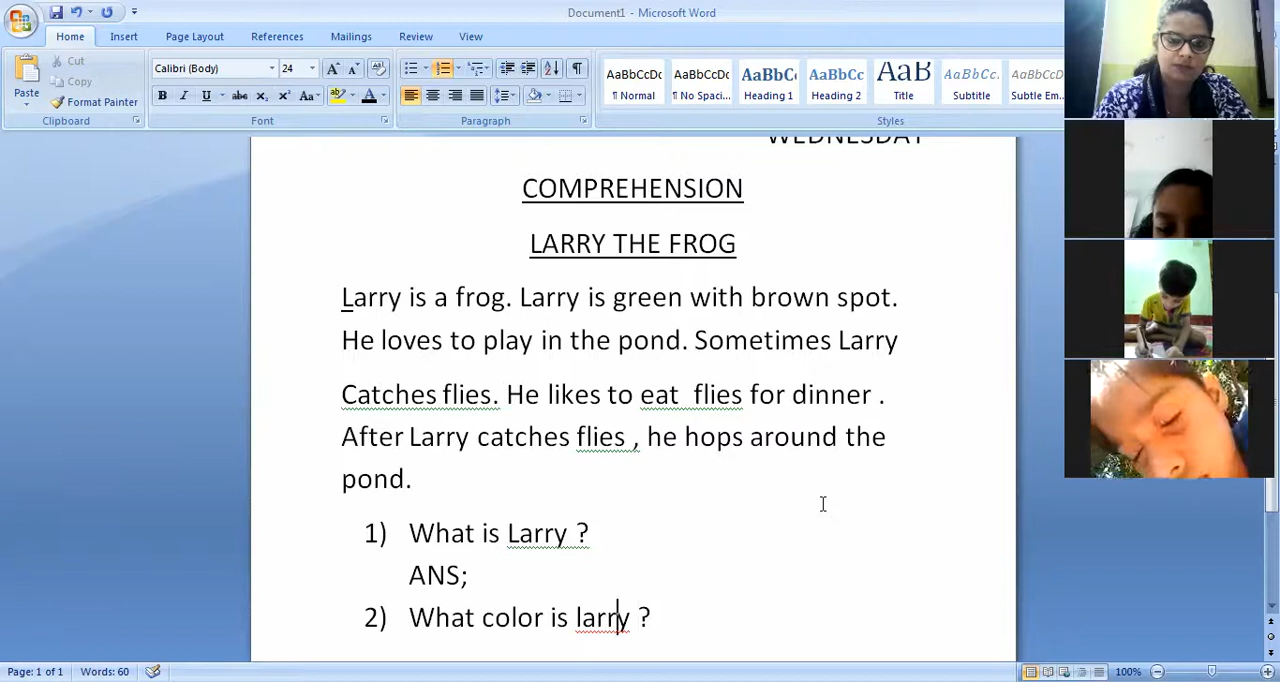 Document1 - Microsoft Word
Home Insert Page Layout References Mailings Review View
Cut
Copy
Format Painter
Paste
Calibri (Body) 24
AaBbCcDc AaBbCcDc AaBbC AaBbCc AaB AaBbCc. AaBbCcDc
¶ Normal ¶ No Spaci... Heading 1 Heading 2 Title Subtitle Subtle Em...
Clipboard Font Paragraph Styles
WEDNESDAY
COMPREHENSION
LARRY THE FROG
Larry is a frog. Larry is green with brown spot.
He loves to play in the pond. Sometimes Larry
Catches flies. He likes to eat flies for dinner .
After Larry catches flies , he hops around the
pond.
1) What is Larry ?
ANS;
2) What color is larry ?
Page: 1 of 1 Words: 60 100%